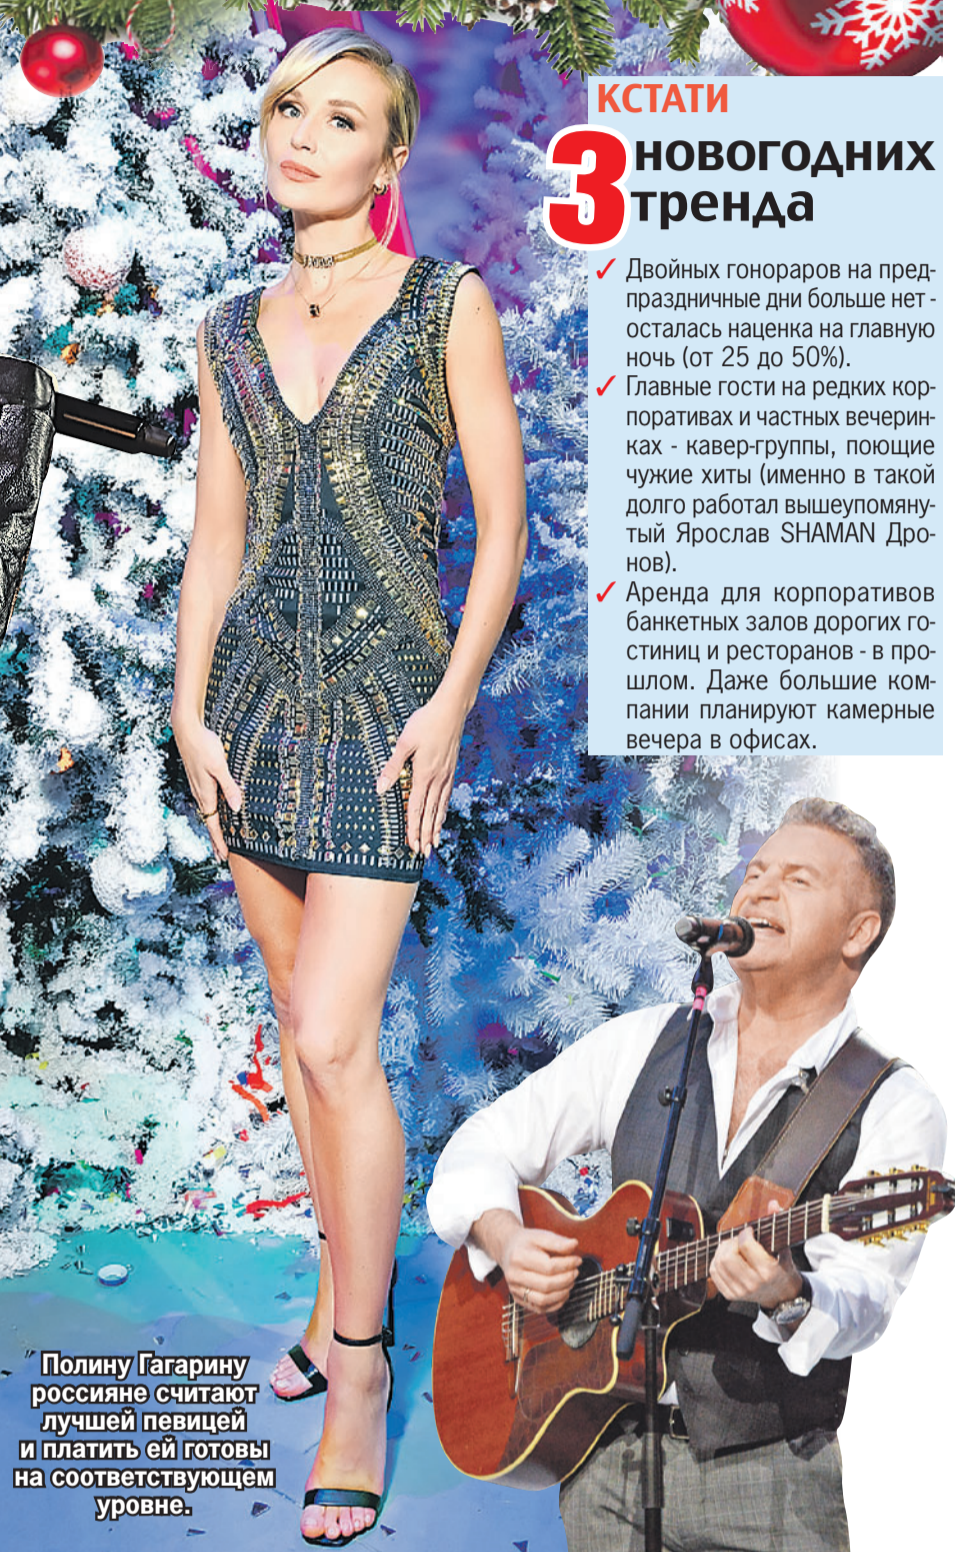 КСТАТИ
3 новогодних
тренда
✓ Двойных гонораров на пред-
праздничные дни больше нет -
осталась наценка на главную
ночь (от 25 до 50%).
✓ Главные гости на редких кор-
поративах и частных вечерин-
ках - кавер-группы, поющие
чужие хиты (именно в такой
долго работал вышеупомяну-
тый Ярослав SHAMAN Дро-
нов).
✓ Аренда для корпоративов
банкетных залов дорогих го-
стиниц и ресторанов - в про-
шлом. Даже большие ком-
пании планируют камерные
вечера в офисах.
Полину Гагарину
россияне считают
лучшей певицей
и платить ей готовы
на соответствующем
уровне.